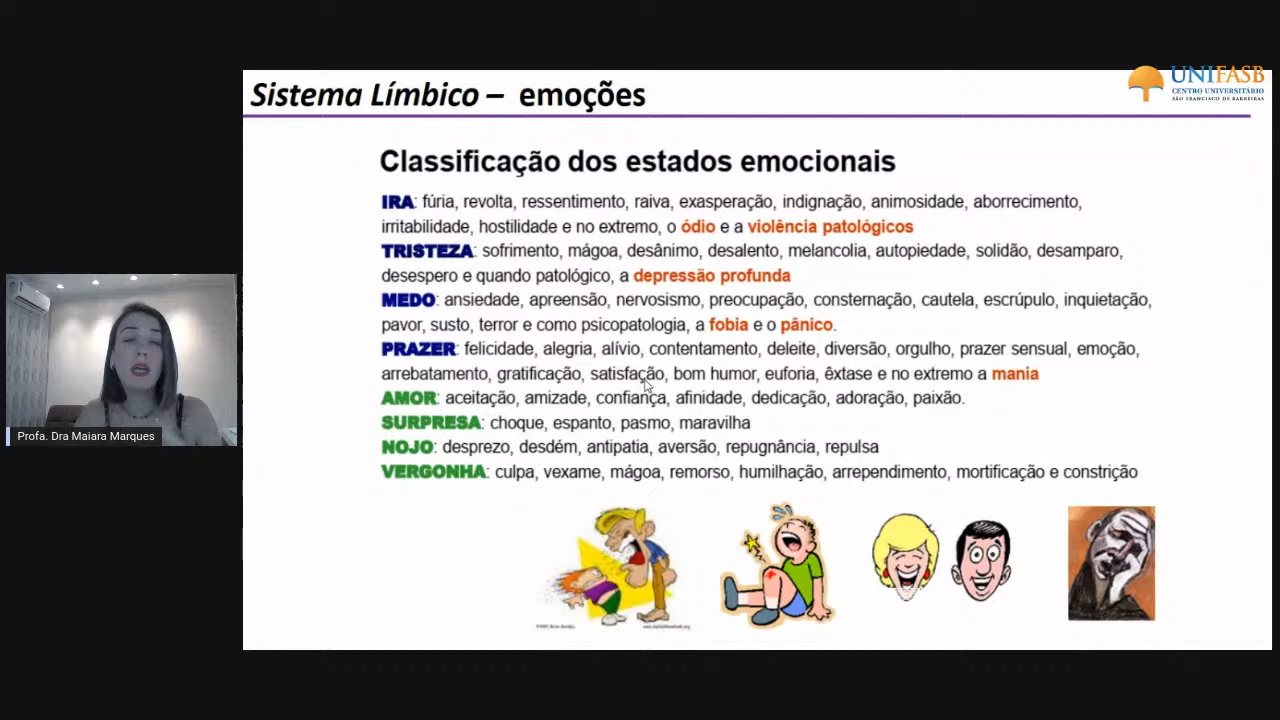 Sistema Límbico – emoções
UNIFASB
CENTRO UNIVERSITÁRIO
SÃO FRANCISCO DE BARREIRAS
Classificação dos estados emocionais
IRA: fúria, revolta, ressentimento, raiva, exasperação, indignação, animosidade, aborrecimento,
irritabilidade, hostilidade e no extremo, o ódio e a violência patológicos
TRISTEZA: sofrimento, mágoa, desânimo, desalento, melancolia, autopiedade, solidão, desamparo,
desespero e quando patológico, a depressão profunda
MEDO: ansiedade, apreensão, nervosismo, preocupação, consternação, cautela, escrúpulo, inquietação,
pavor, susto, terror e como psicopatologia, a fobia e o pânico.
PRAZER: felicidade, alegria, alívio, contentamento, deleite, diversão, orgulho, prazer sensual, emoção,
arrebatamento, gratificação, satisfação, bom humor, euforia, êxtase e no extremo a mania
AMOR: aceitação, amizade, confiança, afinidade, dedicação, adoração, paixão.
SURPRESA: choque, espanto, pasmo, maravilha
NOJO: desprezo, desdém, antipatia, aversão, repugnância, repulsa
VERGONHA: culpa, vexame, mágoa, remorso, humilhação, arrependimento, mortificação e constrição
Profa. Dra Maiara Marques